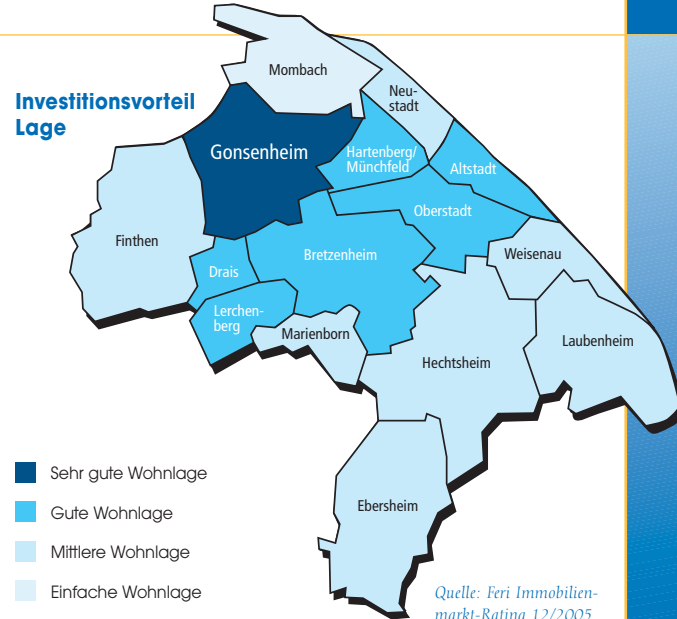 Investitionsvorteil
Lage
Mombach
Neu-
stadt
Gonsenheim
Hartenberg/
Münchfeld
Altstadt
Oberstadt
Finthen
Bretzenheim
Weisenau
Drais
Lerchen-
berg
Marienborn
Laubenheim
Hechtsheim
Ebersheim
Sehr gute Wohnlage
Gute Wohnlage
Mittlere Wohnlage
Einfache Wohnlage
Quelle: Feri Immobilien-
markt-Rating 12/2005